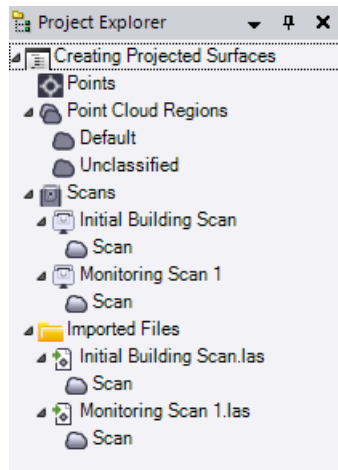 Project Explorer
Creating Projected Surfaces
Points
Point Cloud Regions
Default
Unclassified
Scans
Initial Building Scan
Scan
Monitoring Scan 1
Scan
Imported Files
Initial Building Scan.las
Scan
Monitoring Scan 1.las
Scan